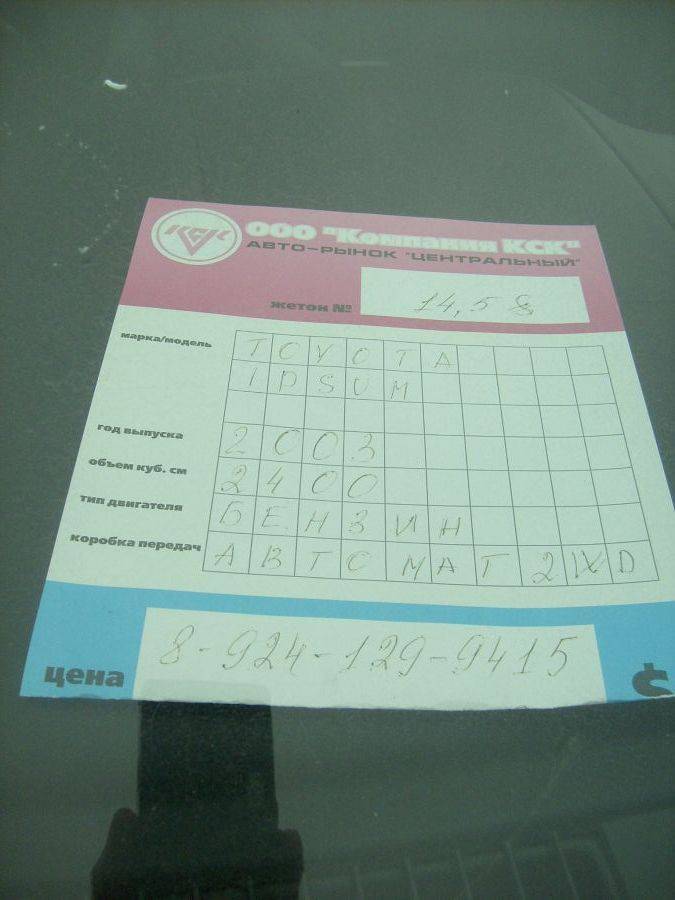 КСК ООО "Компания КСК"
АВТО-РЫНОК "ЦЕНТРАЛЬНЫЙ"
жетон № 14,5 $
марка/модель TOYOTA
IPSUM
год выпуска 2003
объем куб. см 2400
тип двигателя БЕНЗИН
коробка передач АВТОМАТ 2WD
цена 8-924-129-9415 $